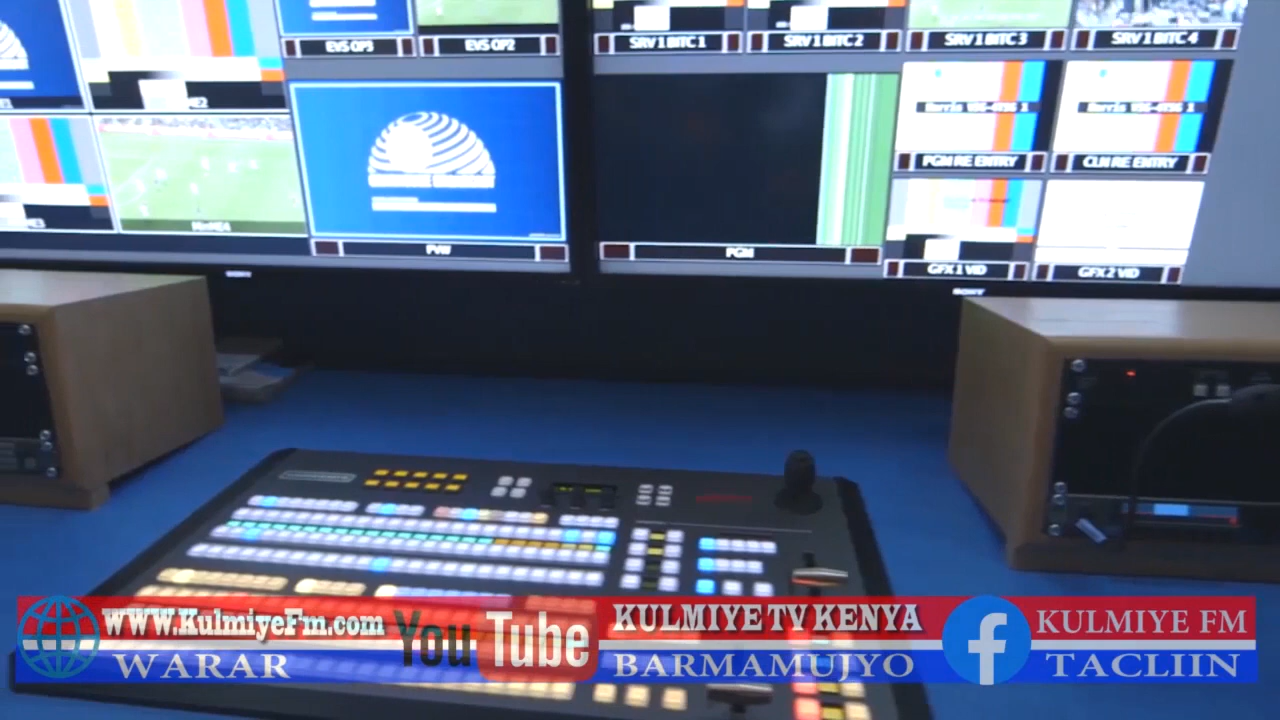 EVS OP3
EVS OP2
SRV 1 BITC 1
SRV 1 BITC 2
SRV 1 BITC 3
SRV 1 BITC 4
PGM RE ENTRY
CLN RE ENTRY
PVW
PGM
GFX 1 VID
GFX 2 VID
SONY
SONY
WWW.KulmiyeFm.com
WARAR
YouTube
KULMIYE TV KENYA
BARMAMUJYO
KULMIYE FM
TACLIIN